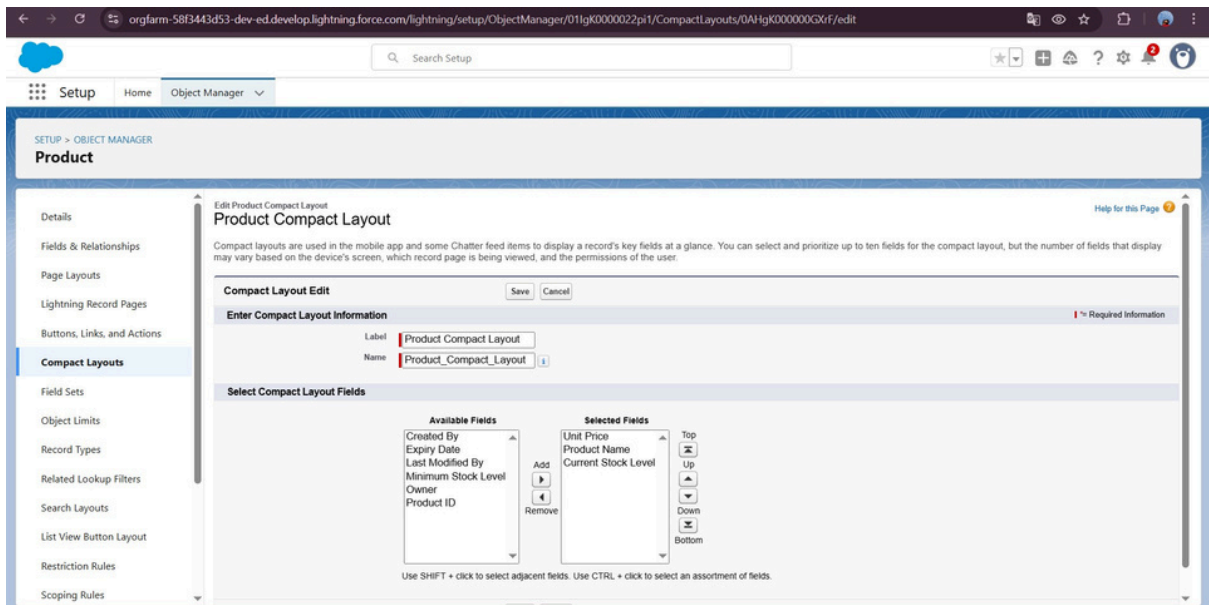 orgfarm-58f3443d53-dev-ed.develop.lightning.force.com/lightning/setup/ObjectManager/01IgK0000022pi1/CompactLayouts/0AHgK000000GXrF/edit
Search Setup
2
Setup Home Object Manager
SETUP > OBJECT MANAGER
Product
Details
Fields & Relationships
Page Layouts
Lightning Record Pages
Buttons, Links, and Actions
Compact Layouts
Field Sets
Object Limits
Record Types
Related Lookup Filters
Search Layouts
List View Button Layout
Restriction Rules
Scoping Rules
Edit Product Compact Layout
Product Compact Layout
Help for this Page ?
Compact layouts are used in the mobile app and some Chatter feed items to display a record's key fields at a glance. You can select and prioritize up to ten fields for the compact layout, but the number of fields that display
may vary based on the device's screen, which record page is being viewed, and the permissions of the user.
Compact Layout Edit Save Cancel
Enter Compact Layout Information
= Required Information
Label Product Compact Layout
Name Product_Compact_Layout i
Select Compact Layout Fields
Available Fields
Created By
Expiry Date
Last Modified By
Minimum Stock Level
Owner
Product ID
Add
Remove
Selected Fields
Unit Price
Product Name
Current Stock Level
Top
Up
Down
Bottom
Use SHIFT + click to select adjacent fields. Use CTRL + click to select an assortment of fields.